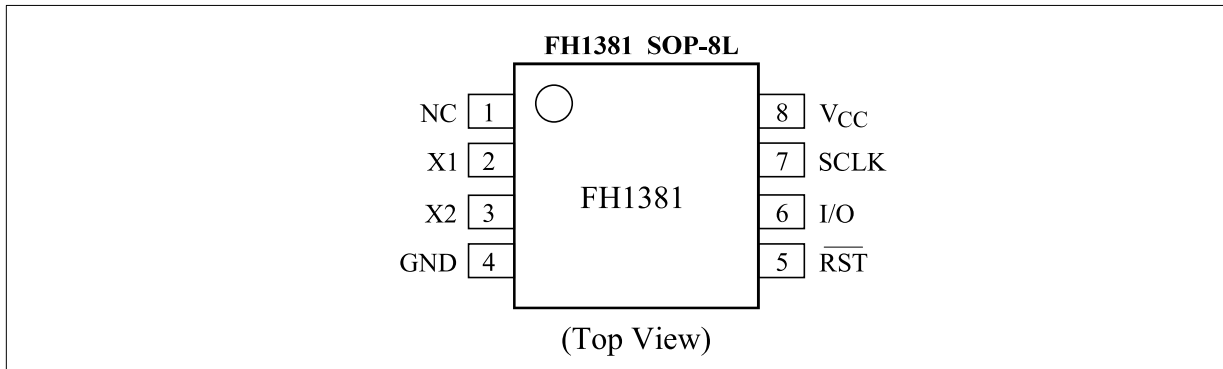 FH1381 SOP-8L
NC 1 8 VCC
X1 2 7 SCLK
FH1381
X2 3 6 I/O
GND 4 5 R̅S̅T̅
(Top View)